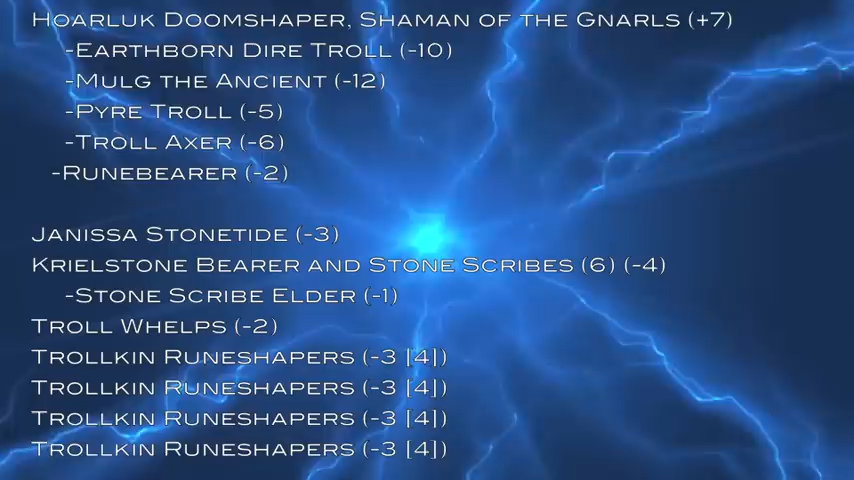 Hoarluk Doomshaper, Shaman of the Gnarls (+7)
-Earthborn Dire Troll (-10)
-Mulg the Ancient (-12)
-Pyre Troll (-5)
-Troll Axer (-6)
-Runebearer (-2)
Janissa Stonetide (-3)
Krielstone Bearer and Stone Scribes (6) (-4)
-Stone Scribe Elder (-1)
Troll Whelps (-2)
Trollkin Runeshapers (-3 [4])
Trollkin Runeshapers (-3 [4])
Trollkin Runeshapers (-3 [4])
Trollkin Runeshapers (-3 [4])